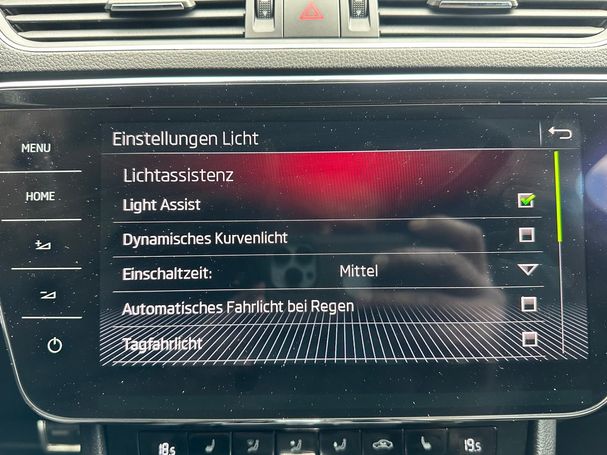 MENU
HOME
Einstellungen Licht
Lichtassistenz
Light Assist
Dynamisches Kurvenlicht
Einschaltzeit: Mittel
Automatisches Fahrlicht bei Regen
Tagfahrlicht
18.5 19.5